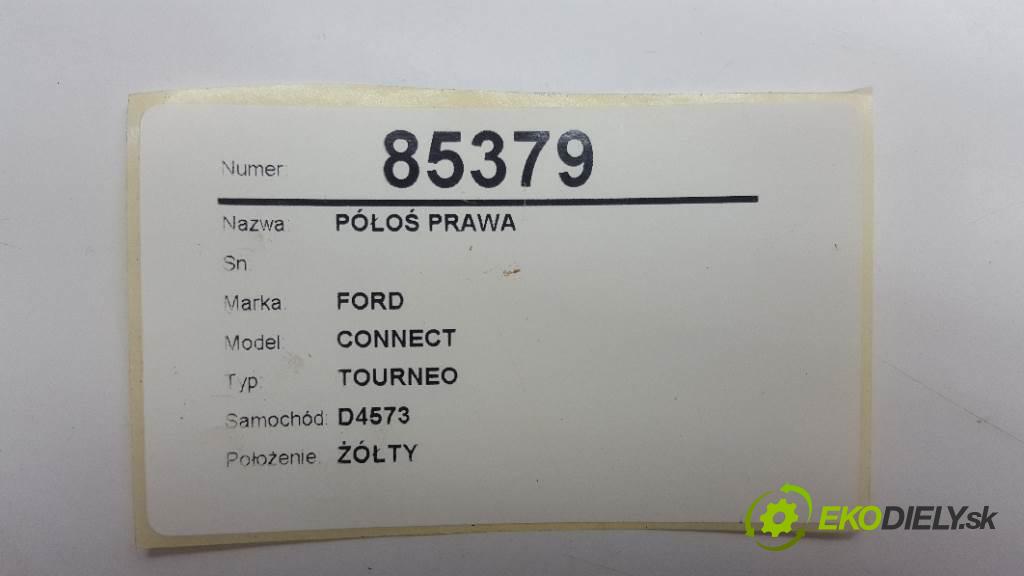 Numer: 85379
Nazwa: PÓŁOŚ PRAWA
Sn:
Marka: FORD
Model: CONNECT
Typ: TOURNEO
Samochód: D4573
Położenie: ŻÓŁTY
EKODIELY.sk